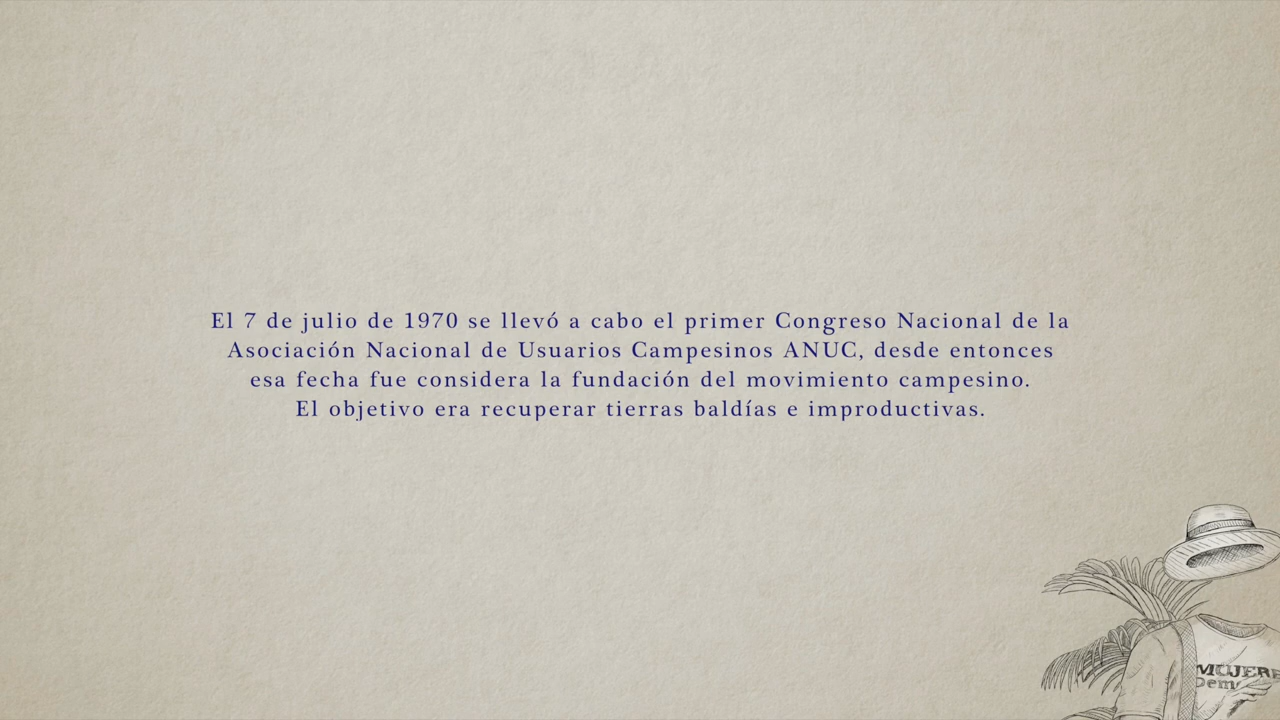 El 7 de julio de 1970 se llevó a cabo el primer Congreso Nacional de la
Asociación Nacional de Usuarios Campesinos ANUC, desde entonces
esa fecha fue considera la fundación del movimiento campesino.
El objetivo era recuperar tierras baldías e improductivas.